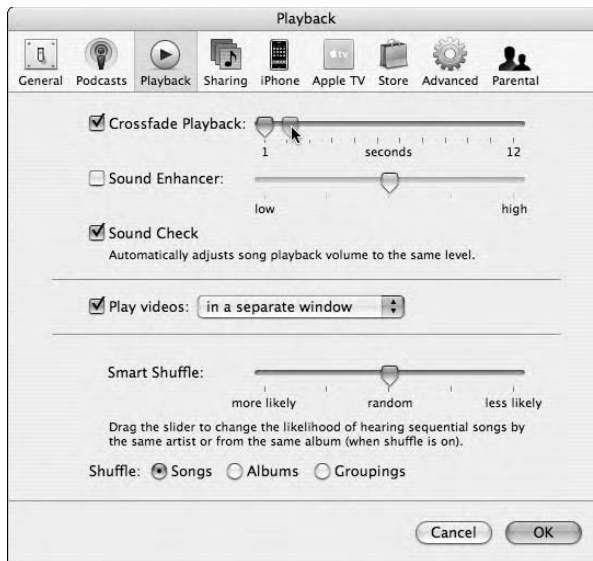 Playback
General Podcasts Playback Sharing iPhone Apple TV Store Advanced Parental
Crossfade Playback:
1 seconds 12
Sound Enhancer:
low high
Sound Check
Automatically adjusts song playback volume to the same level.
Play videos: in a separate window
Smart Shuffle:
more likely random less likely
Drag the slider to change the likelihood of hearing sequential songs by
the same artist or from the same album (when shuffle is on).
Shuffle: Songs Albums Groupings
Cancel OK